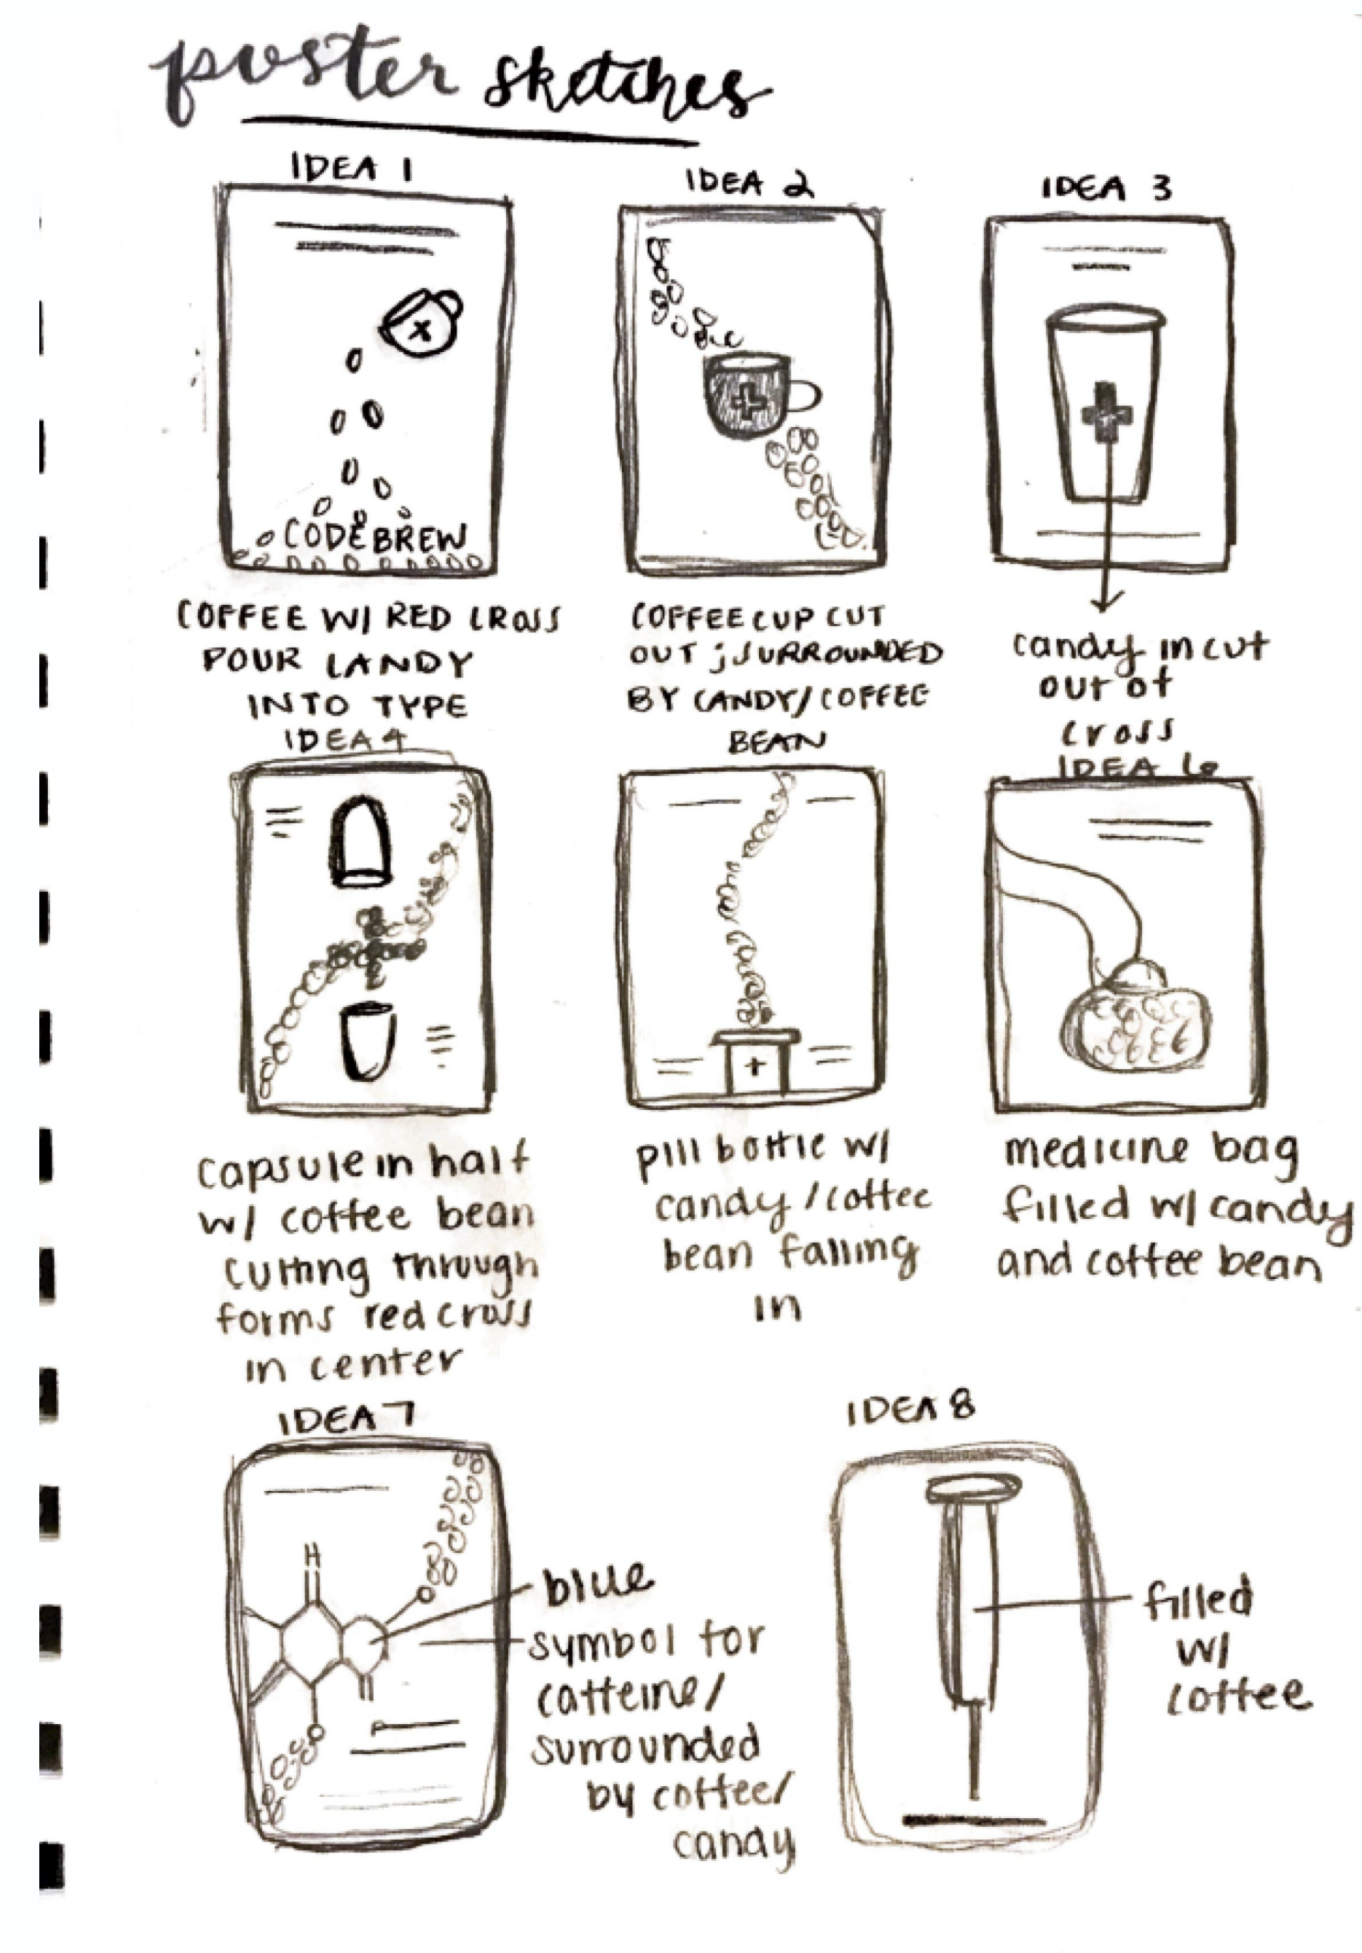 poster sketches
IDEA 1
CODEBREW
COFFEE W/ RED CROSS
POUR CANDY
INTO TYPE
IDEA 2
COFFEE CUP CUT
OUT ; SURROUNDED
BY CANDY/COFFEE
BEAN
IDEA 3
candy in cut
out of
cross
IDEA 4
capsule in half
w/ coffee bean
cutting through
forms red cross
in center
pill bottle w/
candy/coffee
bean falling
in
IDEA 6
medicine bag
filled w/ candy
and coffee bean
IDEA 7
H
blue
symbol for
caffeine/
surrounded
by coffee/
candy
IDEA 8
filled
w/
coffee